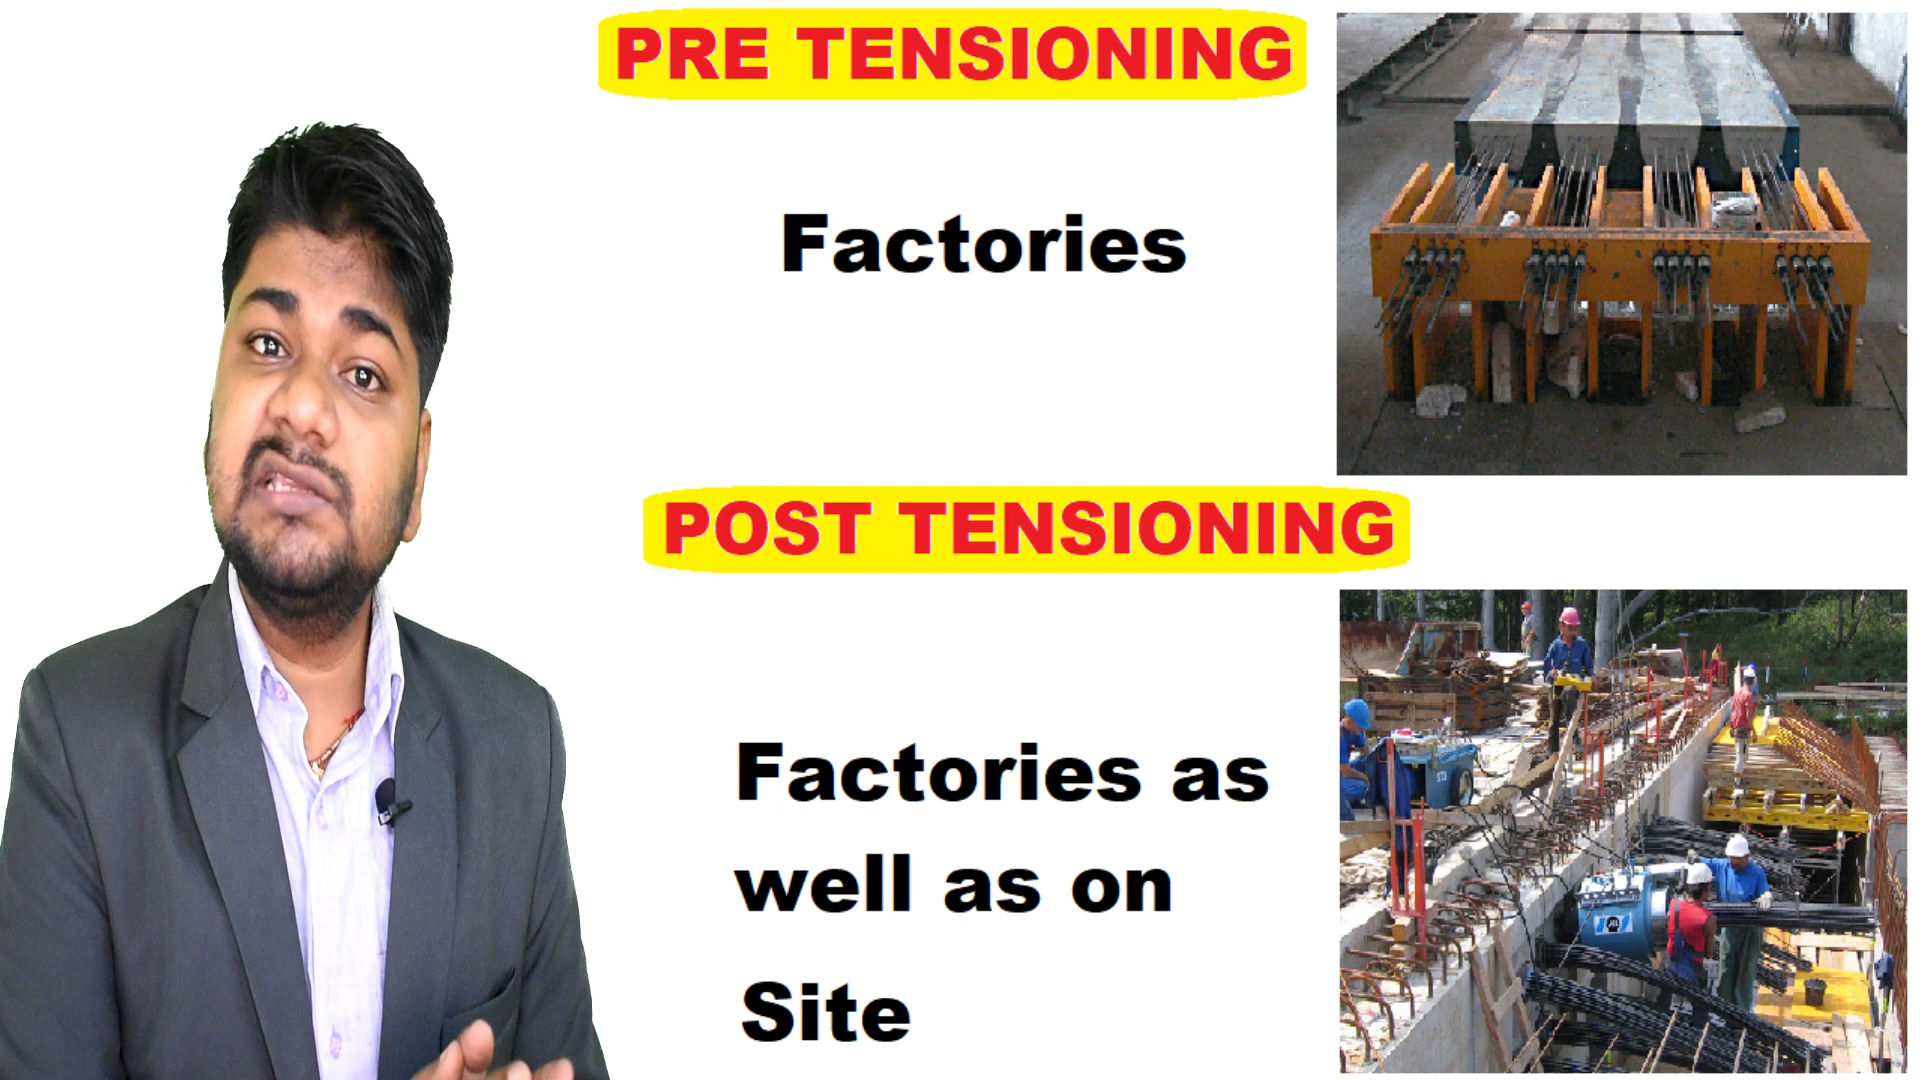 PRE TENSIONING
Factories
POST TENSIONING
Factories as
well as on
Site